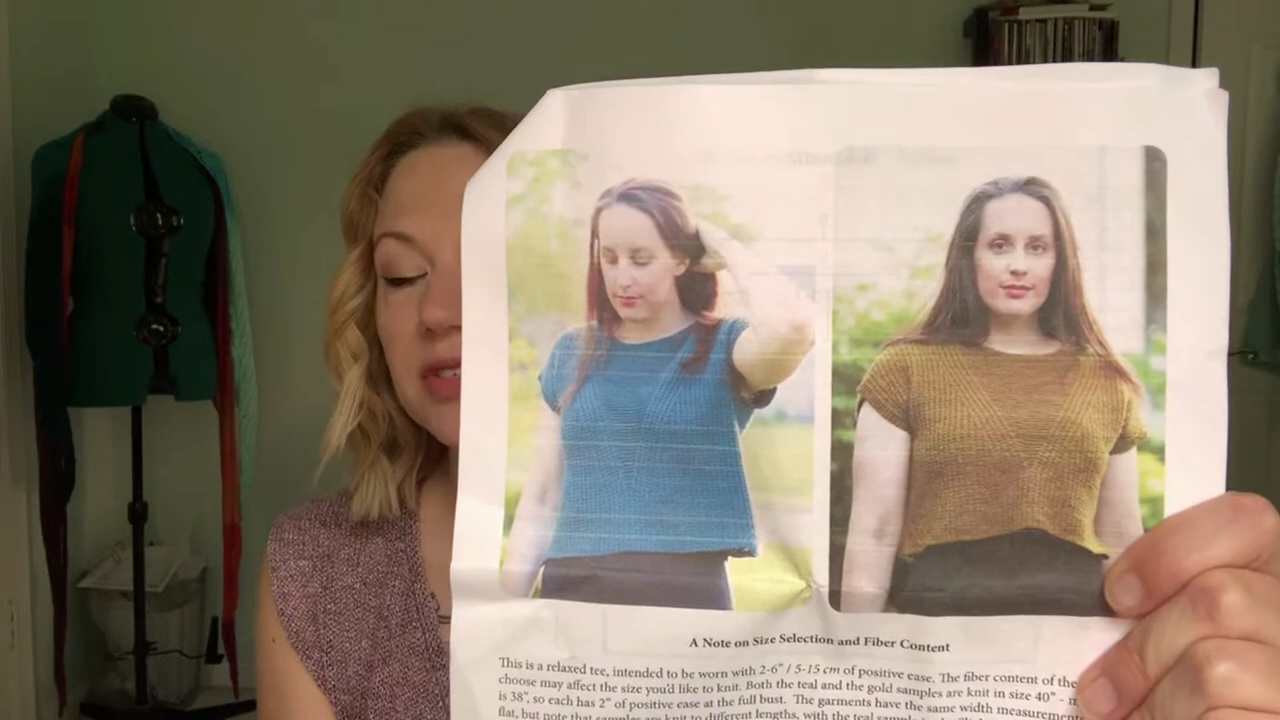 A Note on Size Selection and Fiber Content
This is a relaxed tee, intended to be worn with 2-6" / 5-15 cm of positive ease. The fiber content of the
choose may affect the size you'd like to knit. Both the teal and the gold samples are knit in size 40" - m
is 38", so each has 2" of positive ease at the full bust. The garments have the same width measurements
flat, but note that samples are knit to different lengths, with the teal sample